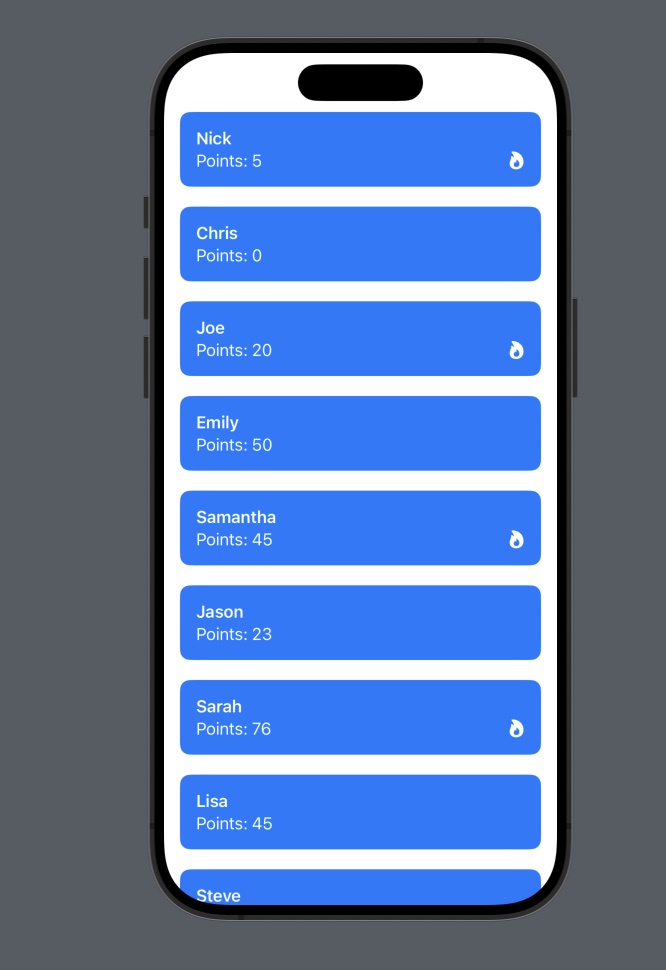 Nick
Points: 5
Chris
Points: 0
Joe
Points: 20
Emily
Points: 50
Samantha
Points: 45
Jason
Points: 23
Sarah
Points: 76
Lisa
Points: 45
Steve